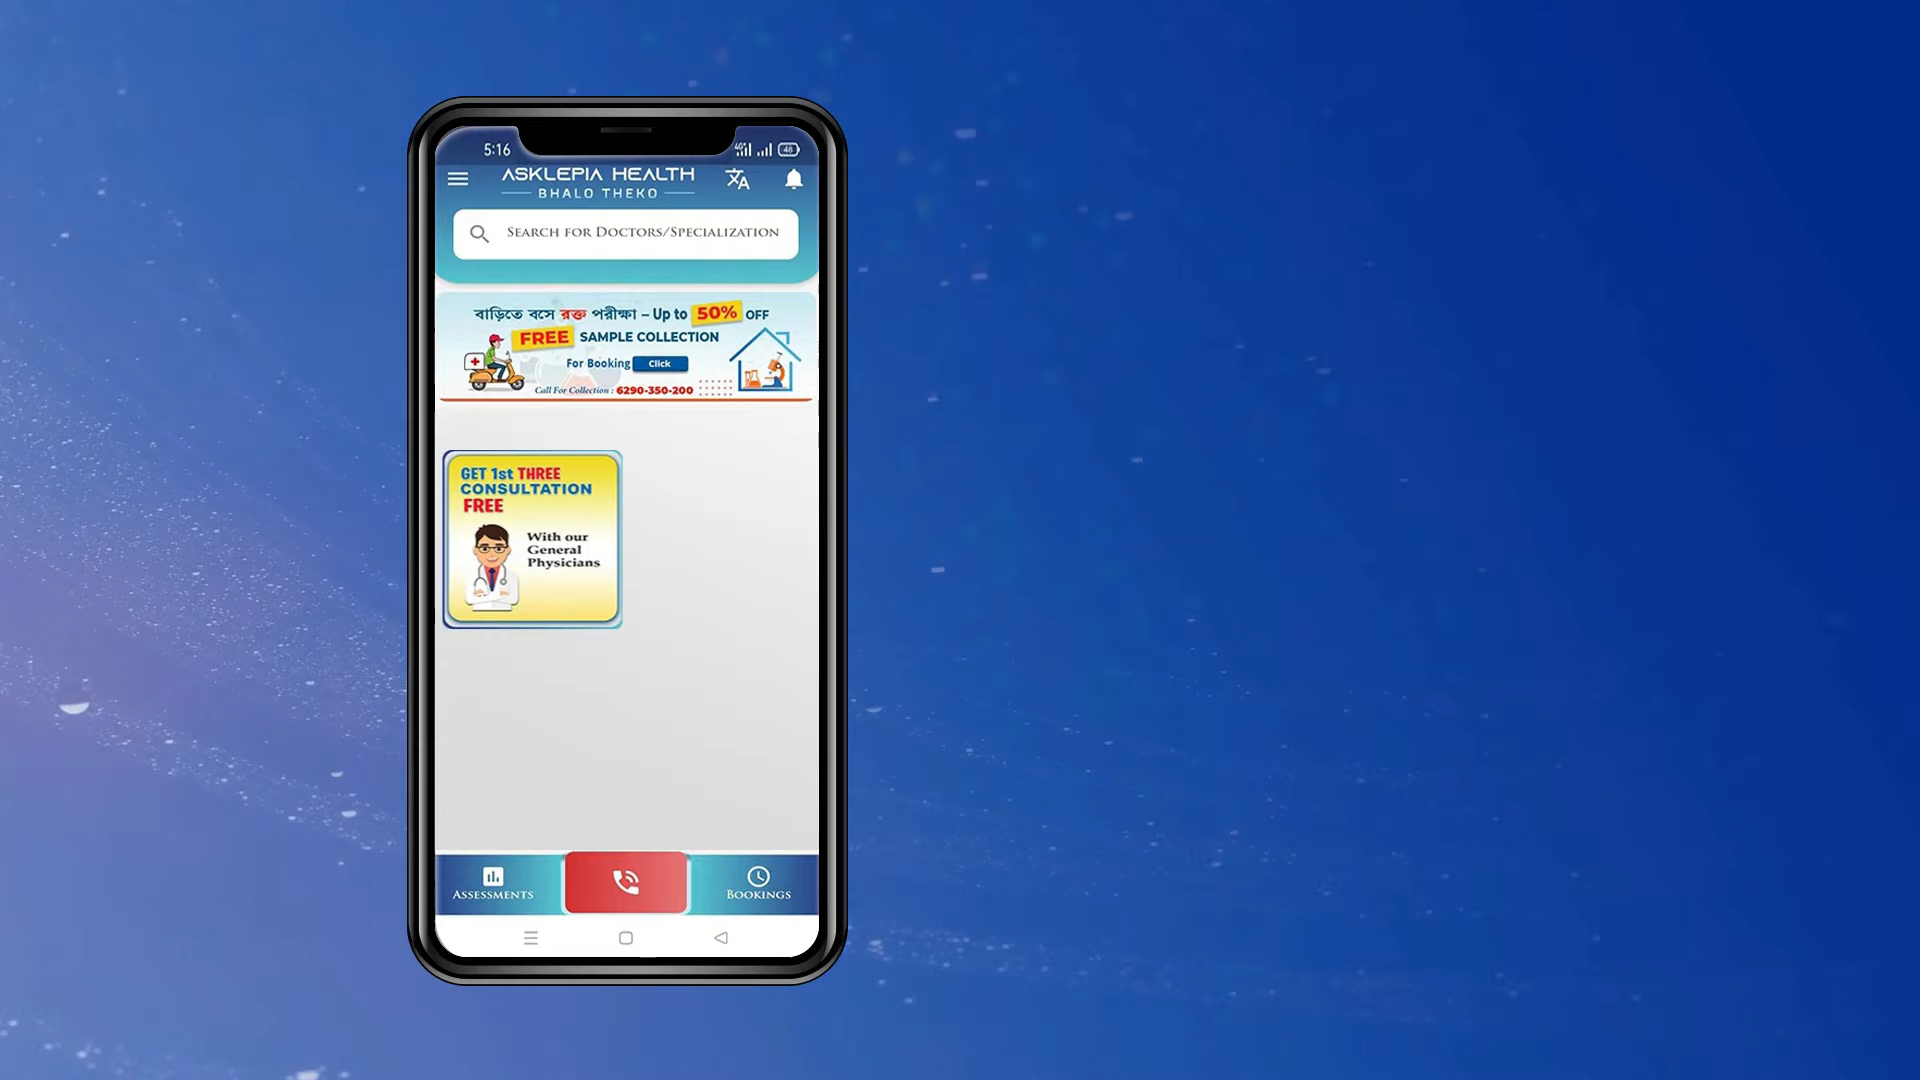 5:16
4G+ 48
ASKLEPIA HEALTH
BHALO THEKO
SEARCH FOR DOCTORS/SPECIALIZATION
বাড়িতে বসে রক্ত পরীক্ষা – Up to 50% OFF
FREE SAMPLE COLLECTION
For Booking Click
Call For Collection : 6290-350-200
GET 1st THREE
CONSULTATION
FREE
With our
General
Physicians
ASSESSMENTS
BOOKINGS